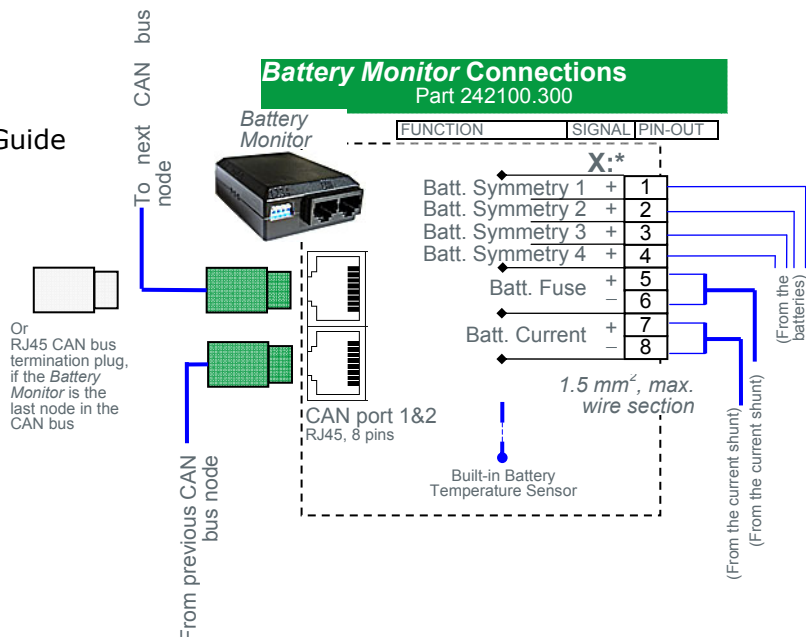 Guide
To next CAN bus
node
Battery Monitor Connections
Part 242100.300
Battery
Monitor
FUNCTION SIGNAL PIN-OUT
X:*
Batt. Symmetry 1 + 1
Batt. Symmetry 2 + 2
Batt. Symmetry 3 + 3
Batt. Symmetry 4 + 4
Batt. Fuse + 5
– 6
Batt. Current + 7
– 8
1.5 mm², max.
wire section
(From the
batteries)
(From the current shunt)
(From the current shunt)
Or
RJ45 CAN bus
termination plug,
if the Battery
Monitor is the
last node in the
CAN bus
CAN port 1&2
RJ45, 8 pins
Built-in Battery
Temperature Sensor
From previous CAN
bus node